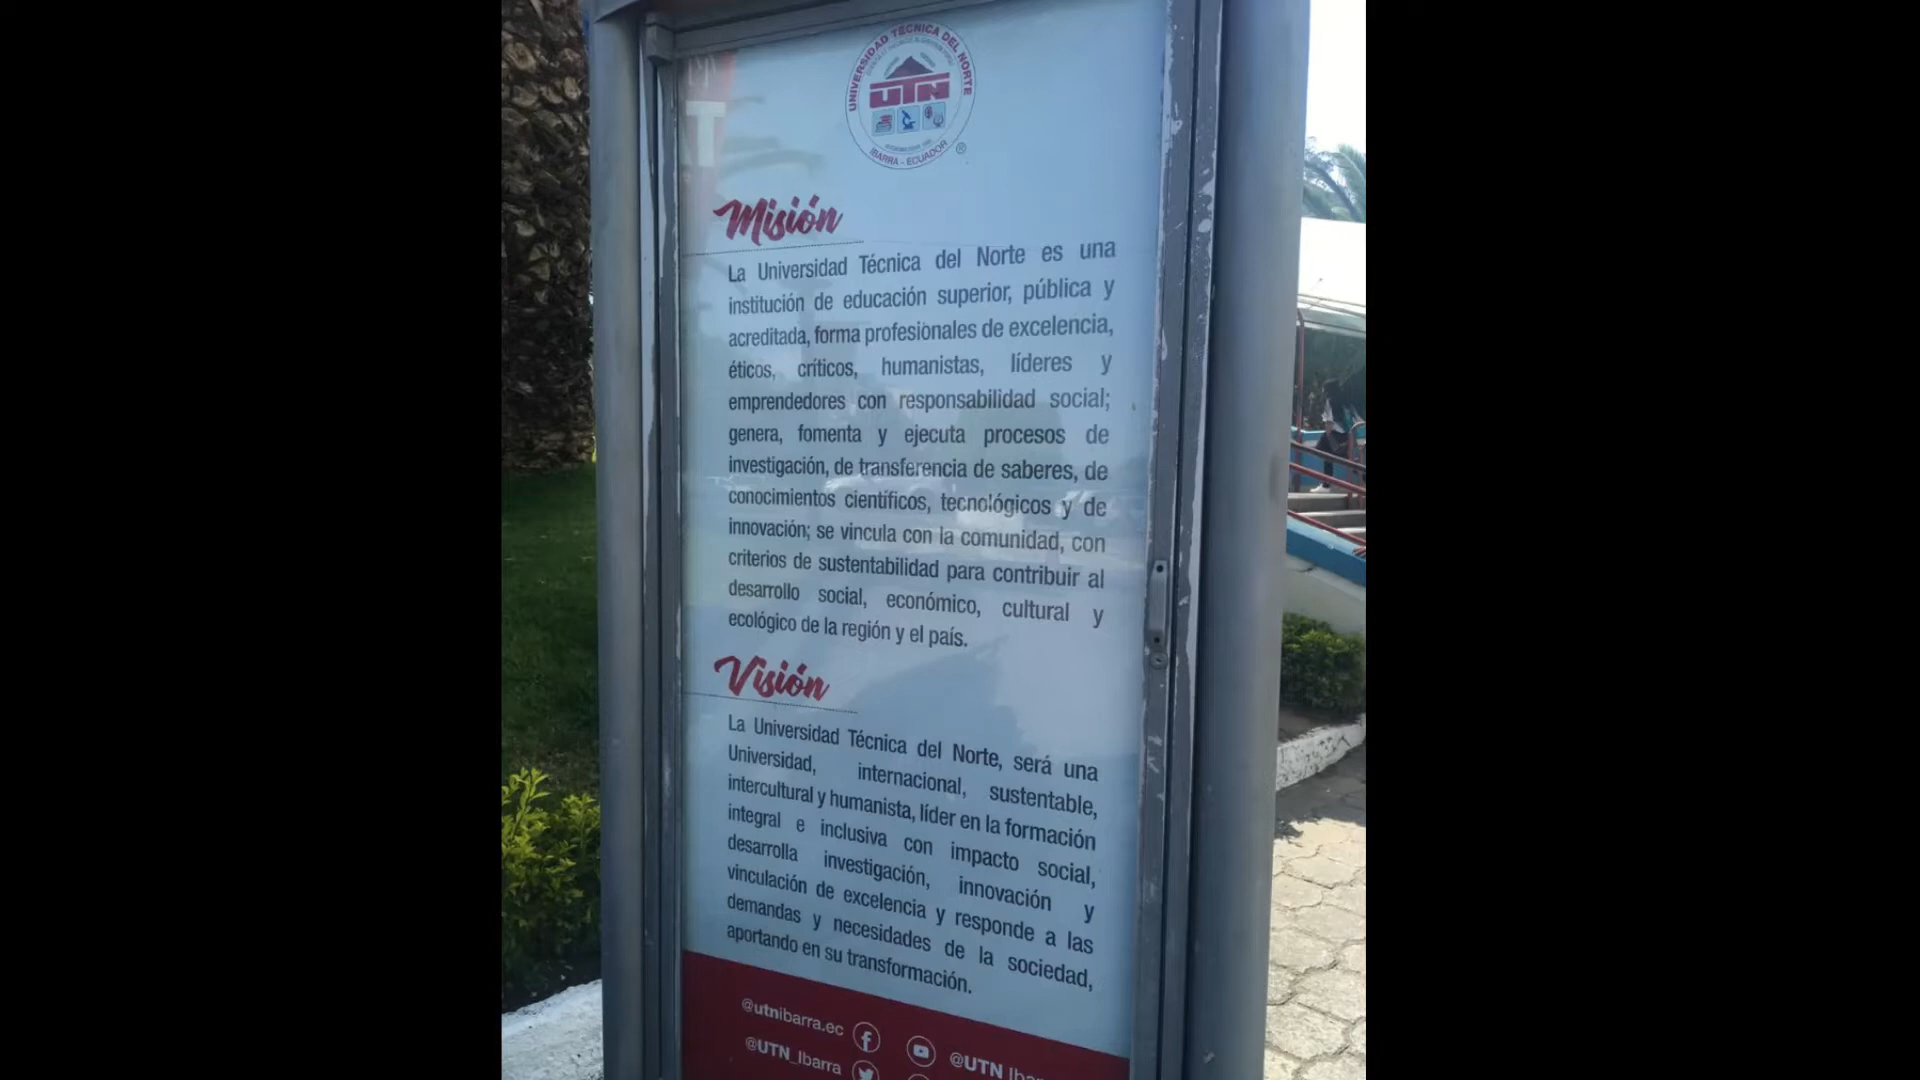 UNIVERSIDAD TÉCNICA DEL NORTE
UTN
IBARRA - ECUADOR
®
T
Misión
La Universidad Técnica del Norte es una
institución de educación superior, pública y
acreditada, forma profesionales de excelencia,
éticos, críticos, humanistas, líderes y
emprendedores con responsabilidad social;
genera, fomenta y ejecuta procesos de
investigación, de transferencia de saberes, de
conocimientos científicos, tecnológicos y de
innovación; se vincula con la comunidad, con
criterios de sustentabilidad para contribuir al
desarrollo social, económico, cultural y
ecológico de la región y el país.
Visión
La Universidad Técnica del Norte, será una
Universidad, internacional, sustentable,
intercultural y humanista, líder en la formación
integral e inclusiva con impacto social,
desarrolla investigación, innovación y
vinculación de excelencia y responde a las
demandas y necesidades de la sociedad,
aportando en su transformación.
@utnibarra.ec
@UTN_Ibarra
@UTN